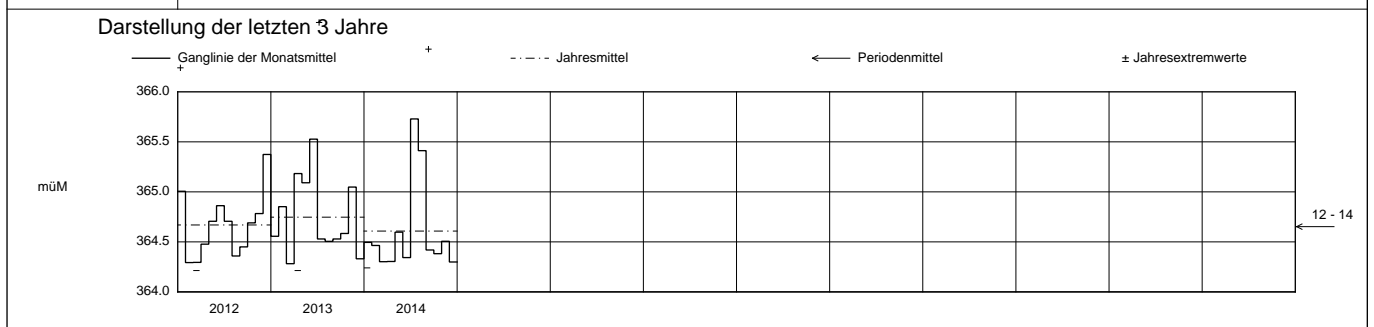 Darstellung der letzten 3 Jahre
Ganglinie der Monatsmittel
Jahresmittel
Periodenmittel
± Jahresextremwerte
366.0
365.5
müM
365.0
12 - 14
364.5
364.0
2012 2013 2014